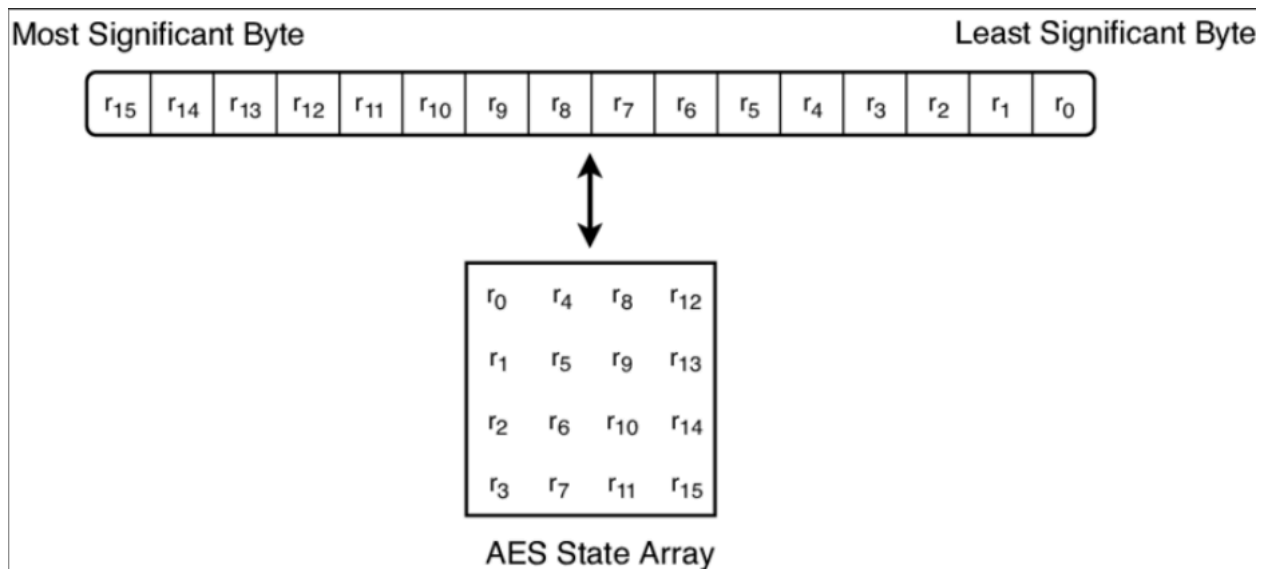 Most Significant Byte Least Significant Byte
r15 r14 r13 r12 r11 r10 r9 r8 r7 r6 r5 r4 r3 r2 r1 r0
r0 r4 r8 r12
r1 r5 r9 r13
r2 r6 r10 r14
r3 r7 r11 r15
AES State Array